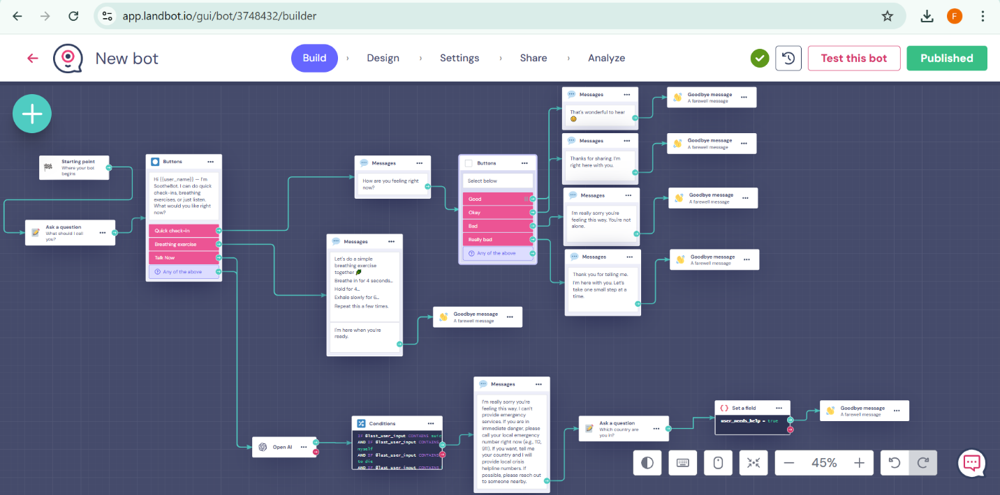 app.landbot.io/gui/bot/3748432/builder
F
New bot
Build
Design
Settings
Share
Analyze
Test this bot
Published
Starting point
Where your bot
begins
Ask a question
What should I call
you?
Buttons
Hi {{user_name}} — I'm
SootheBot. I can do quick
check-ins, breathing
exercises, or just listen.
What would you like right
now?
Quick check-in
Breathing exercise
Talk Now
Any of the above
Messages
How are you feeling right
now?
Buttons
Select below
Good
Okay
Bad
Really bad
Any of the above
Messages
That's wonderful to hear
Goodbye message
A farewell message
Messages
Thanks for sharing. I'm
right here with you.
Goodbye message
A farewell message
Messages
I'm really sorry you're
feeling this way. You're not
alone.
Goodbye message
A farewell message
Messages
Thank you for telling me.
I'm here with you. Let's
take one small step at a
time.
Goodbye message
A farewell message
Messages
Let's do a simple
breathing exercise
together
Breathe in for 4 seconds...
Hold for 4...
Exhale slowly for 6...
Repeat this a few times.
I'm here when you're
ready.
Goodbye message
A farewell message
Open AI
Conditions
IF @last_user_input CONTAINS suic
AND IF @last_user_input CONTAINS
myself
AND IF @last_user_input CONTAINS
to die
AND IF @last_user_input CONTAINS
Messages
I'm really sorry you're
feeling this way. I can't
provide emergency
services. If you are in
immediate danger, please
call your local emergency
number right now (e.g., 112,
911). If you want, tell me
your country and I will
provide local crisis
helpline numbers. If
possible, please reach out
to someone nearby.
Ask a question
Which country are
you in?
Set a field
user_needs_help = true
Goodbye message
A farewell message
45%